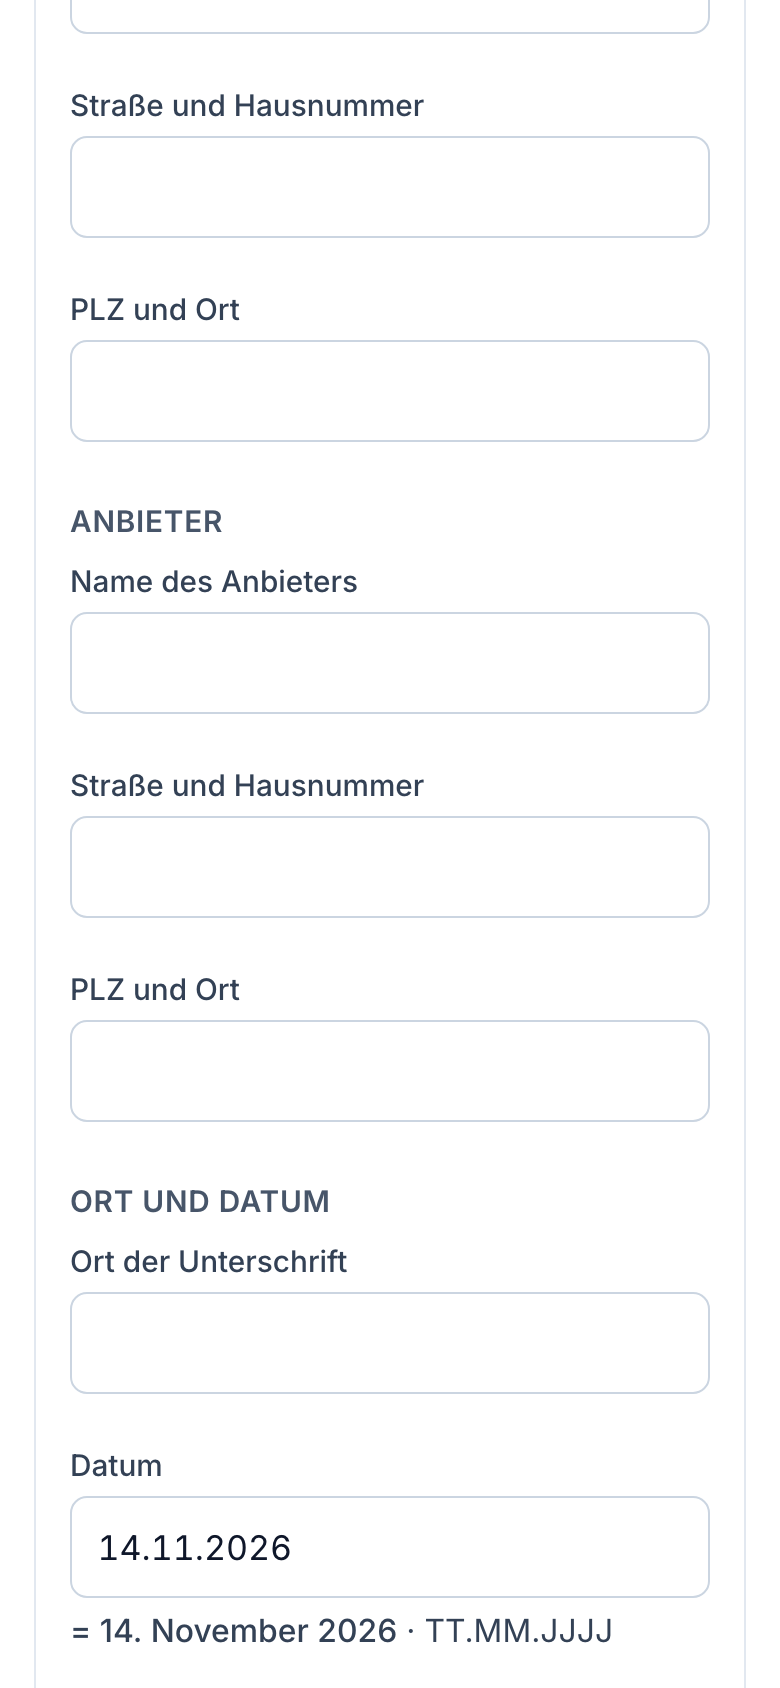 Straße und Hausnummer
PLZ und Ort
ANBIETER
Name des Anbieters
Straße und Hausnummer
PLZ und Ort
ORT UND DATUM
Ort der Unterschrift
Datum
14.11.2026
= 14. November 2026 · TT.MM.JJJJ